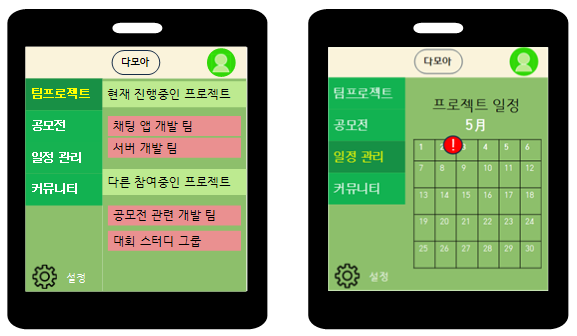 다모아
팀프로젝트
공모전
일정 관리
커뮤니티
설정
현재 진행중인 프로젝트
채팅 앱 개발 팀
서버 개발 팀
다른 참여중인 프로젝트
공모전 관련 개발 팀
대회 스터디 그룹
다모아
팀프로젝트
공모전
일정 관리
커뮤니티
설정
프로젝트 일정
5月
1 2 3 4 5 6
7 8 9 10 11 12
13 14 15 16 17 18
19 20 21 22 23 24
25 26 27 28 29 30
!